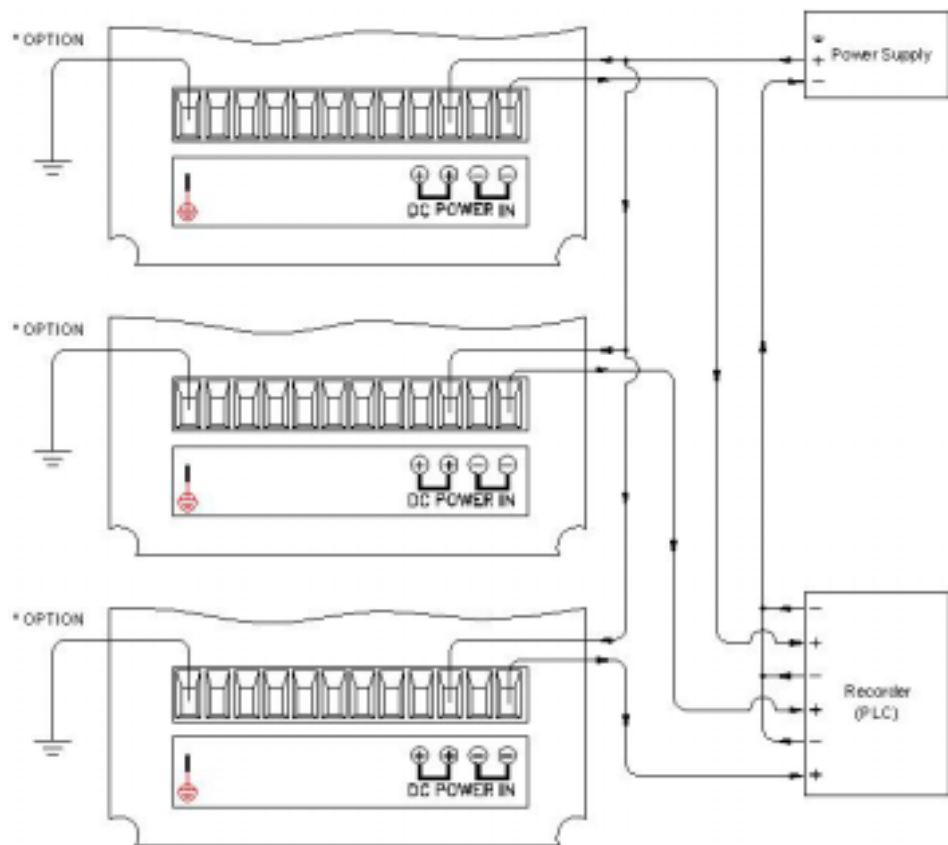 * OPTION
Power Supply
+
−
+ + − −
DC POWER IN
* OPTION
+ + − −
DC POWER IN
* OPTION
+ + − −
DC POWER IN
−
+
−
+
−
+
Recorder
(PLC)